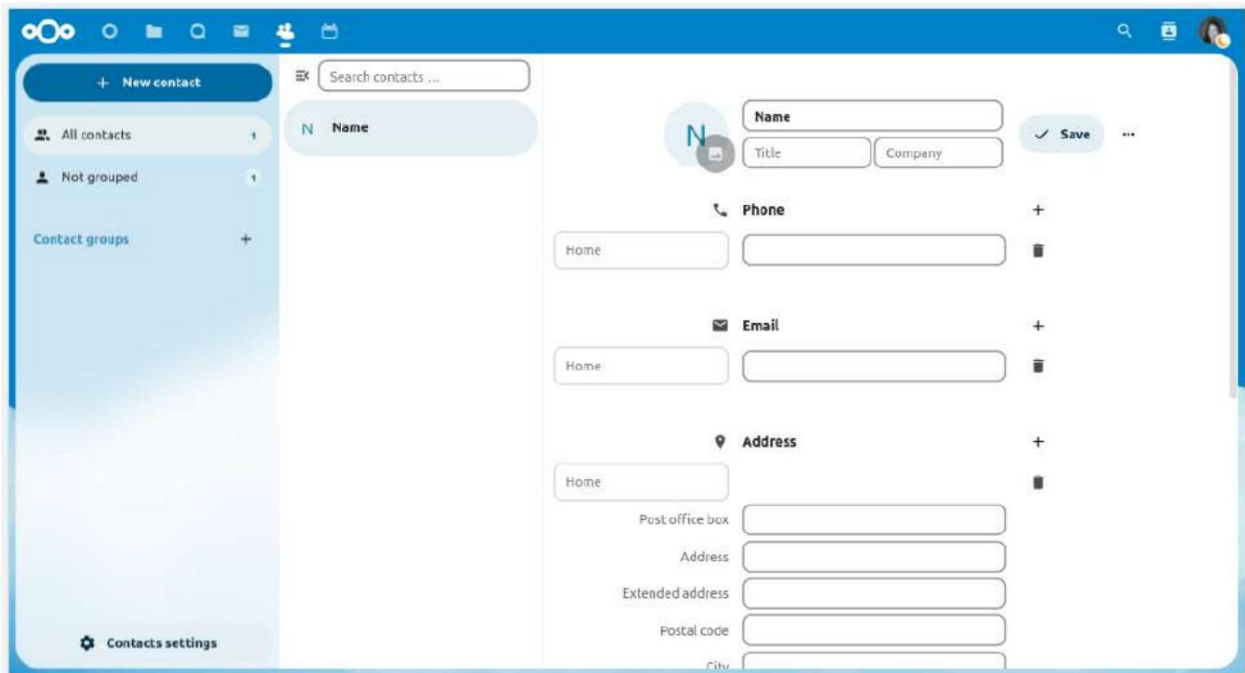 + New contact
All contacts 1
Not grouped 1
Contact groups +
Contacts settings
Search contacts ...
N Name
N
Name
Title Company
Save ...
Phone +
Home
Email +
Home
Address +
Home
Post office box
Address
Extended address
Postal code
City